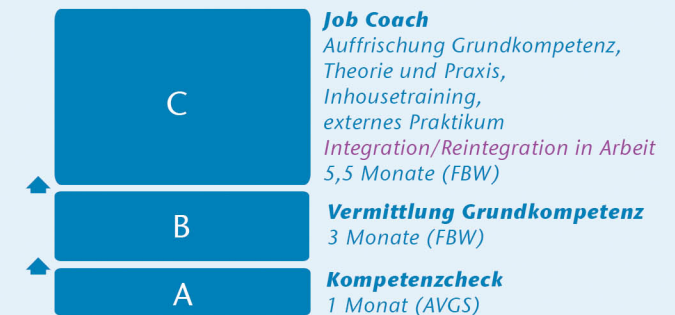 C
Job Coach
Auffrischung Grundkompetenz,
Theorie und Praxis,
Inhousetraining,
externes Praktikum
Integration/Reintegration in Arbeit
5,5 Monate (FBW)
B
Vermittlung Grundkompetenz
3 Monate (FBW)
A
Kompetenzcheck
1 Monat (AVGS)